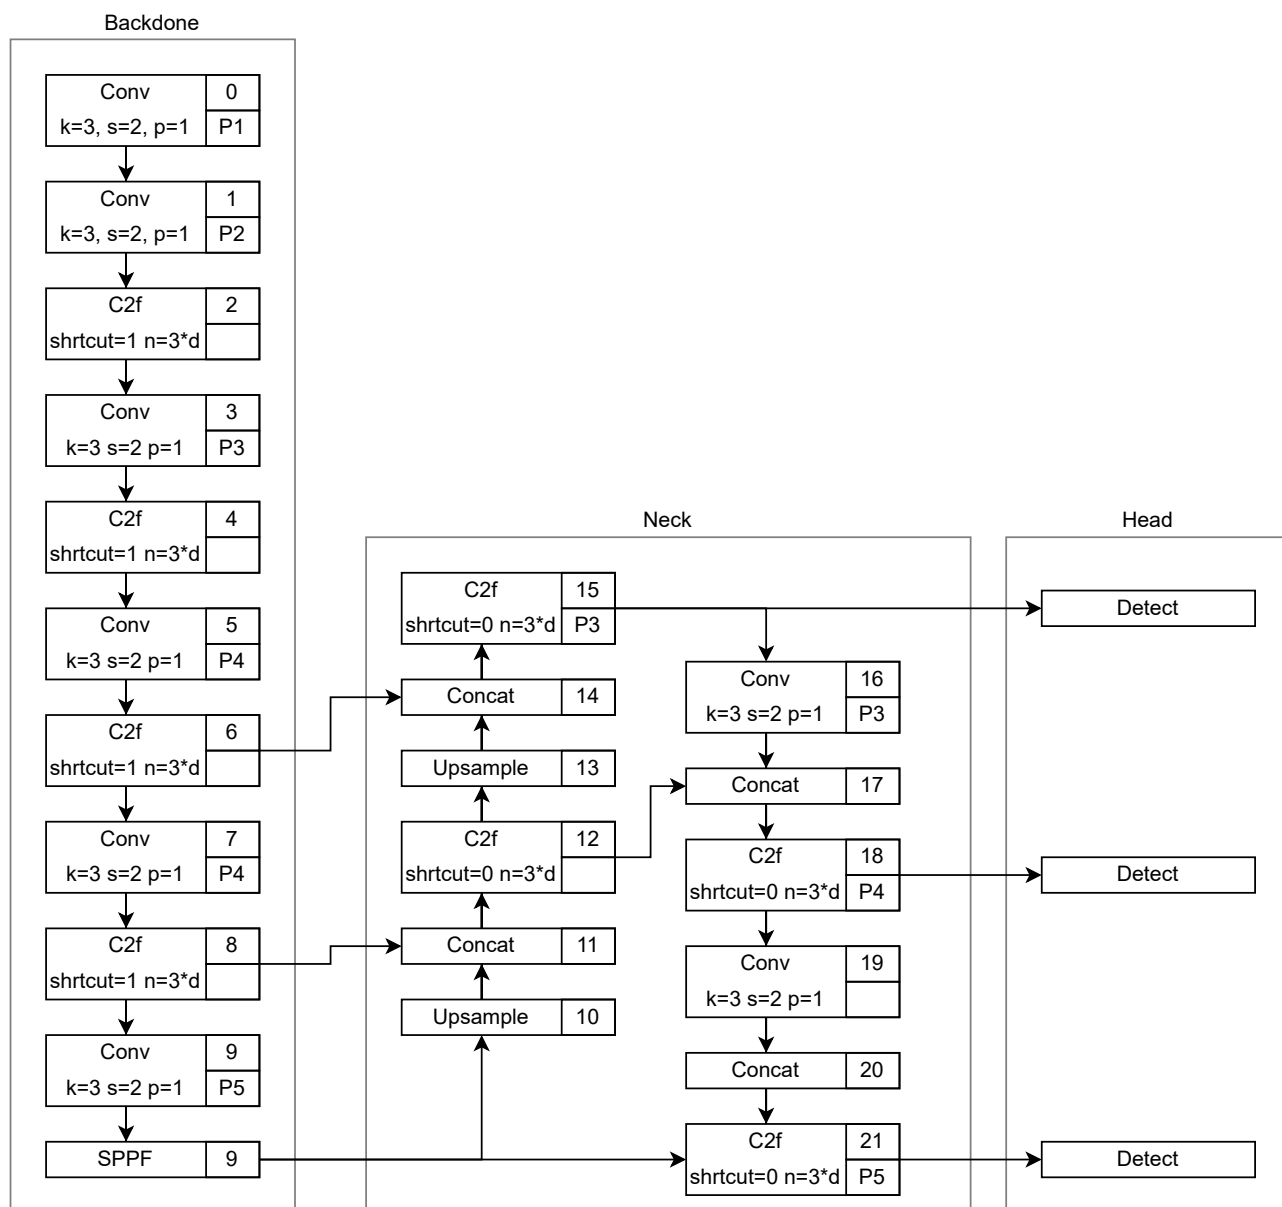 Backdone
Conv
0
k=3, s=2, p=1
P1
Conv
1
k=3, s=2, p=1
P2
C2f
2
shrtcut=1 n=3*d
Conv
3
k=3 s=2 p=1
P3
C2f
4
shrtcut=1 n=3*d
Conv
5
k=3 s=2 p=1
P4
C2f
6
shrtcut=1 n=3*d
Conv
7
k=3 s=2 p=1
P4
C2f
8
shrtcut=1 n=3*d
Conv
9
k=3 s=2 p=1
P5
SPPF
9
Neck
C2f
15
shrtcut=0 n=3*d
P3
Concat
14
Upsample
13
C2f
12
shrtcut=0 n=3*d
Concat
11
Upsample
10
Conv
16
k=3 s=2 p=1
P3
Concat
17
C2f
18
shrtcut=0 n=3*d
P4
Conv
19
k=3 s=2 p=1
Concat
20
C2f
21
shrtcut=0 n=3*d
P5
Head
Detect
Detect
Detect